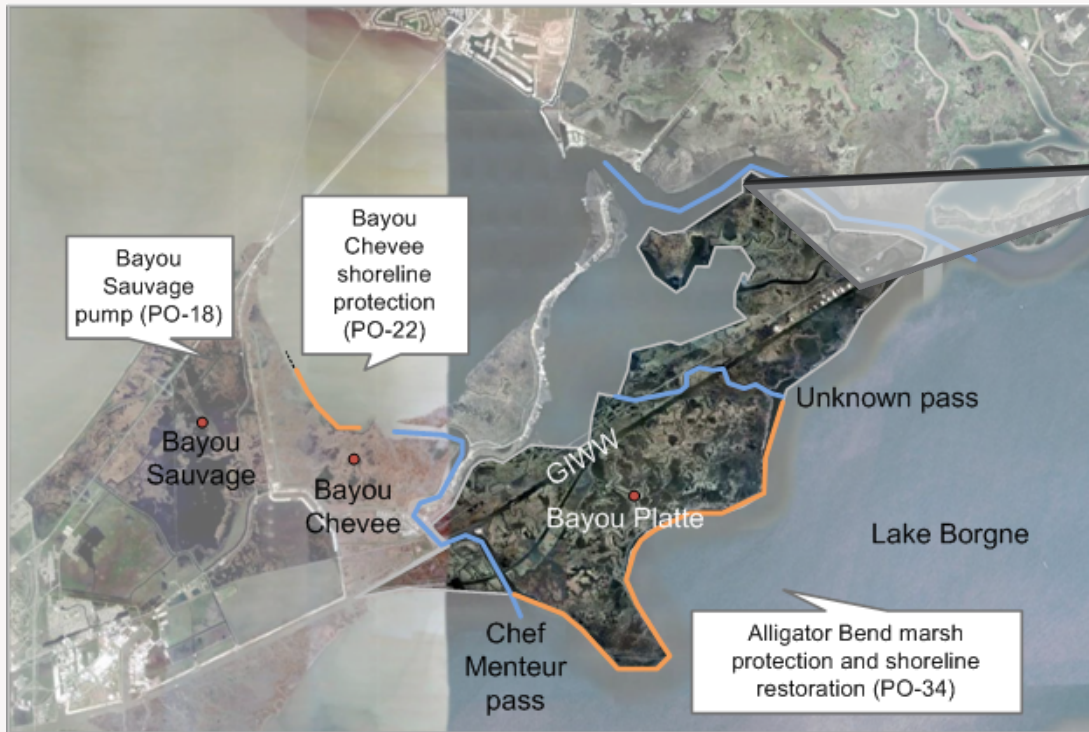 Bayou
Sauvage
pump (PO-18)
Bayou
Chevee
shoreline
protection
(PO-22)
Unknown pass
GIWW
Bayou
Sauvage
Bayou
Chevee
Bayou Platte
Lake Borgne
Chef
Menteur
pass
Alligator Bend marsh
protection and shoreline
restoration (PO-34)